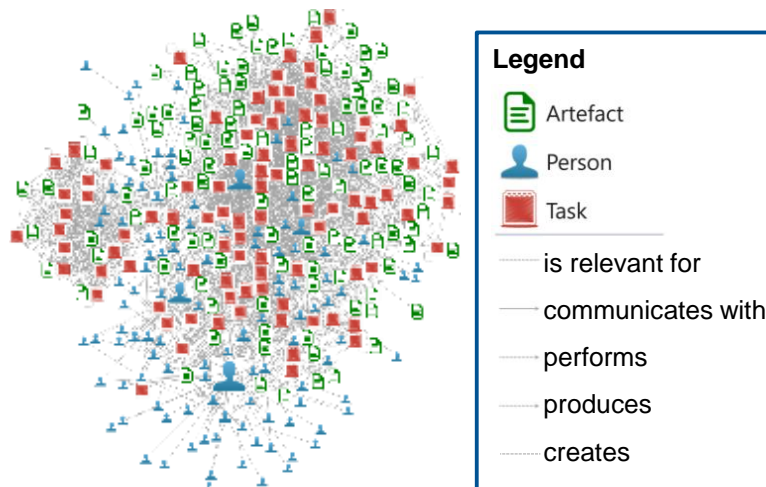 Legend
Artefact
Person
Task
is relevant for
communicates with
performs
produces
creates